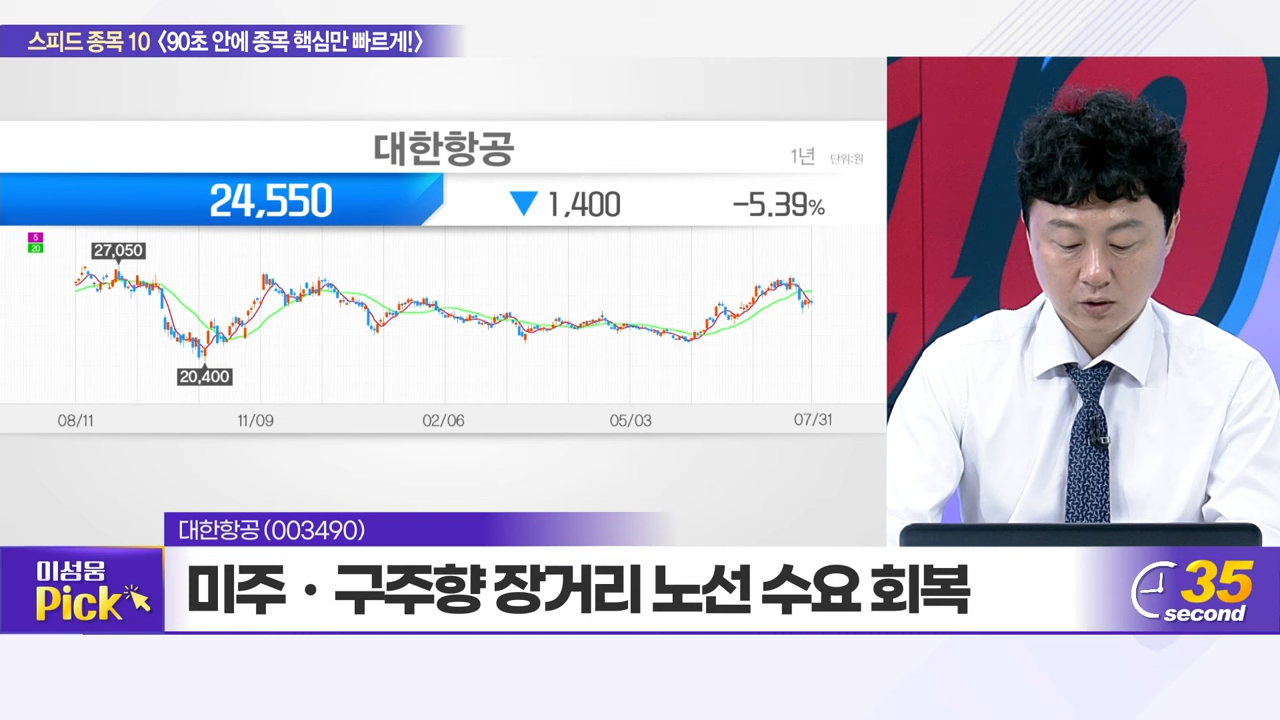 스피드 종목 10 〈90초 안에 종목 핵심만 빠르게!〉
대한항공
1년 단위:원
24,550 ▼ 1,400 -5.39%
5
20
27,050
20,400
08/11 11/09 02/06 05/03 07/31
대한항공 (003490)
이섬뭄
Pick
미주 · 구주향 장거리 노선 수요 회복
35
second